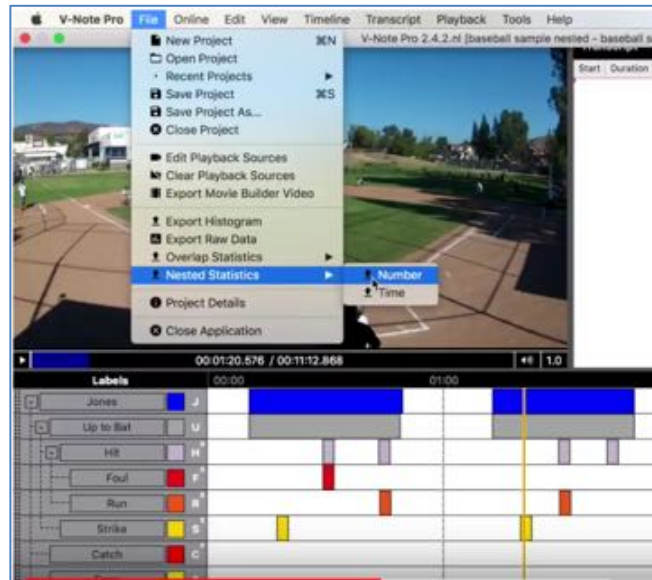 V-Note Pro File Online Edit View Timeline Transcript Playback Tools Help
V-Note Pro 2.4.2.nl [baseball sample nested - baseball s
New Project ⌘N
Open Project
Recent Projects
Save Project ⌘S
Save Project As...
Close Project
Edit Playback Sources
Clear Playback Sources
Export Movie Builder Video
Export Histogram
Export Raw Data
Overlap Statistics
Nested Statistics
Number
Time
Project Details
Close Application
Transcript
Start Duration
00:01:20.576 / 00:11:12.868 1.0
Labels 00:00 01:00
Jones J
Up to Bat U
Hit H
Foul F
Run R
Strike S
Catch C